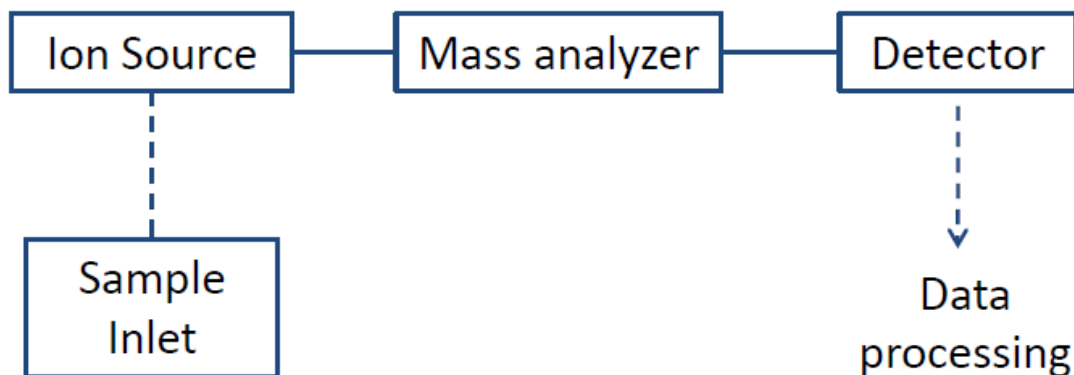 Ion Source
Mass analyzer
Detector
Sample
Inlet
Data
processing